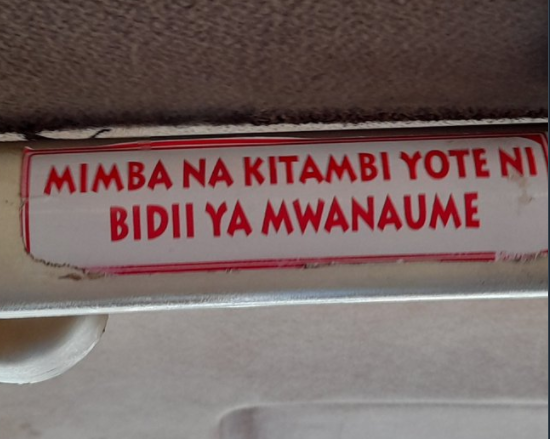 MIMBA NA KITAMBI YOTE NI
BIDII YA MWANAUME